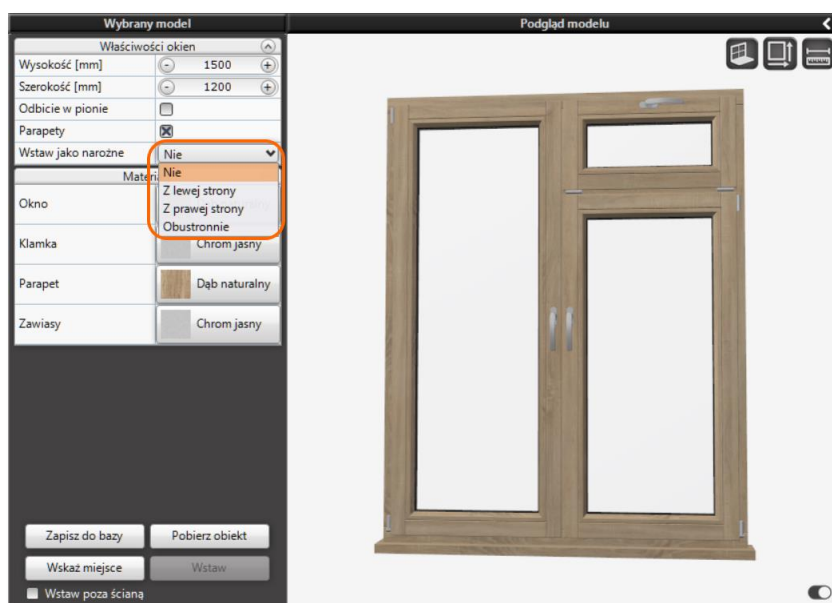 Wybrany model
Podgląd modelu
Właściwości okien
Wysokość [mm] 1500
Szerokość [mm] 1200
Odbicie w pionie
Parapety
Wstaw jako narożne Nie
Nie
Z lewej strony
Z prawej strony
Obustronnie
Okno
Klamka Chrom jasny
Parapet Dąb naturalny
Zawiasy Chrom jasny
Zapisz do bazy Pobierz obiekt
Wskaż miejsce Wstaw
Wstaw poza ścianą